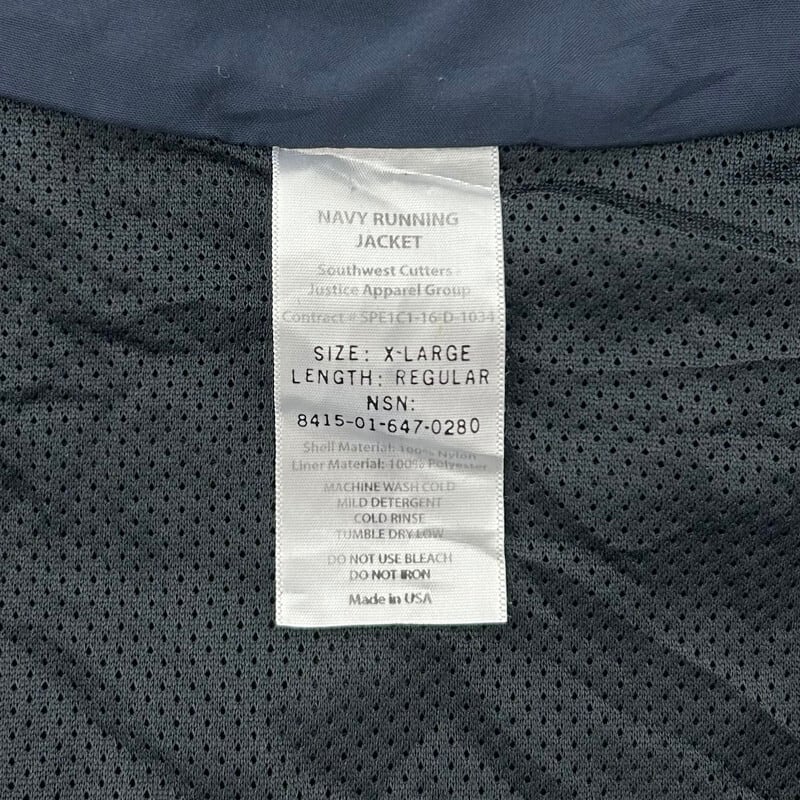 NAVY RUNNING
JACKET
Southwest Cutters -
Justice Apparel Group
Contract # SPE1C1-16-D-1034
SIZE: X-LARGE
LENGTH: REGULAR
NSN:
8415-01-647-0280
Shell Material: 100% Nylon
Liner Material: 100% Polyester
MACHINE WASH COLD
MILD DETERGENT
COLD RINSE
TUMBLE DRY LOW
DO NOT USE BLEACH
DO NOT IRON
Made in USA